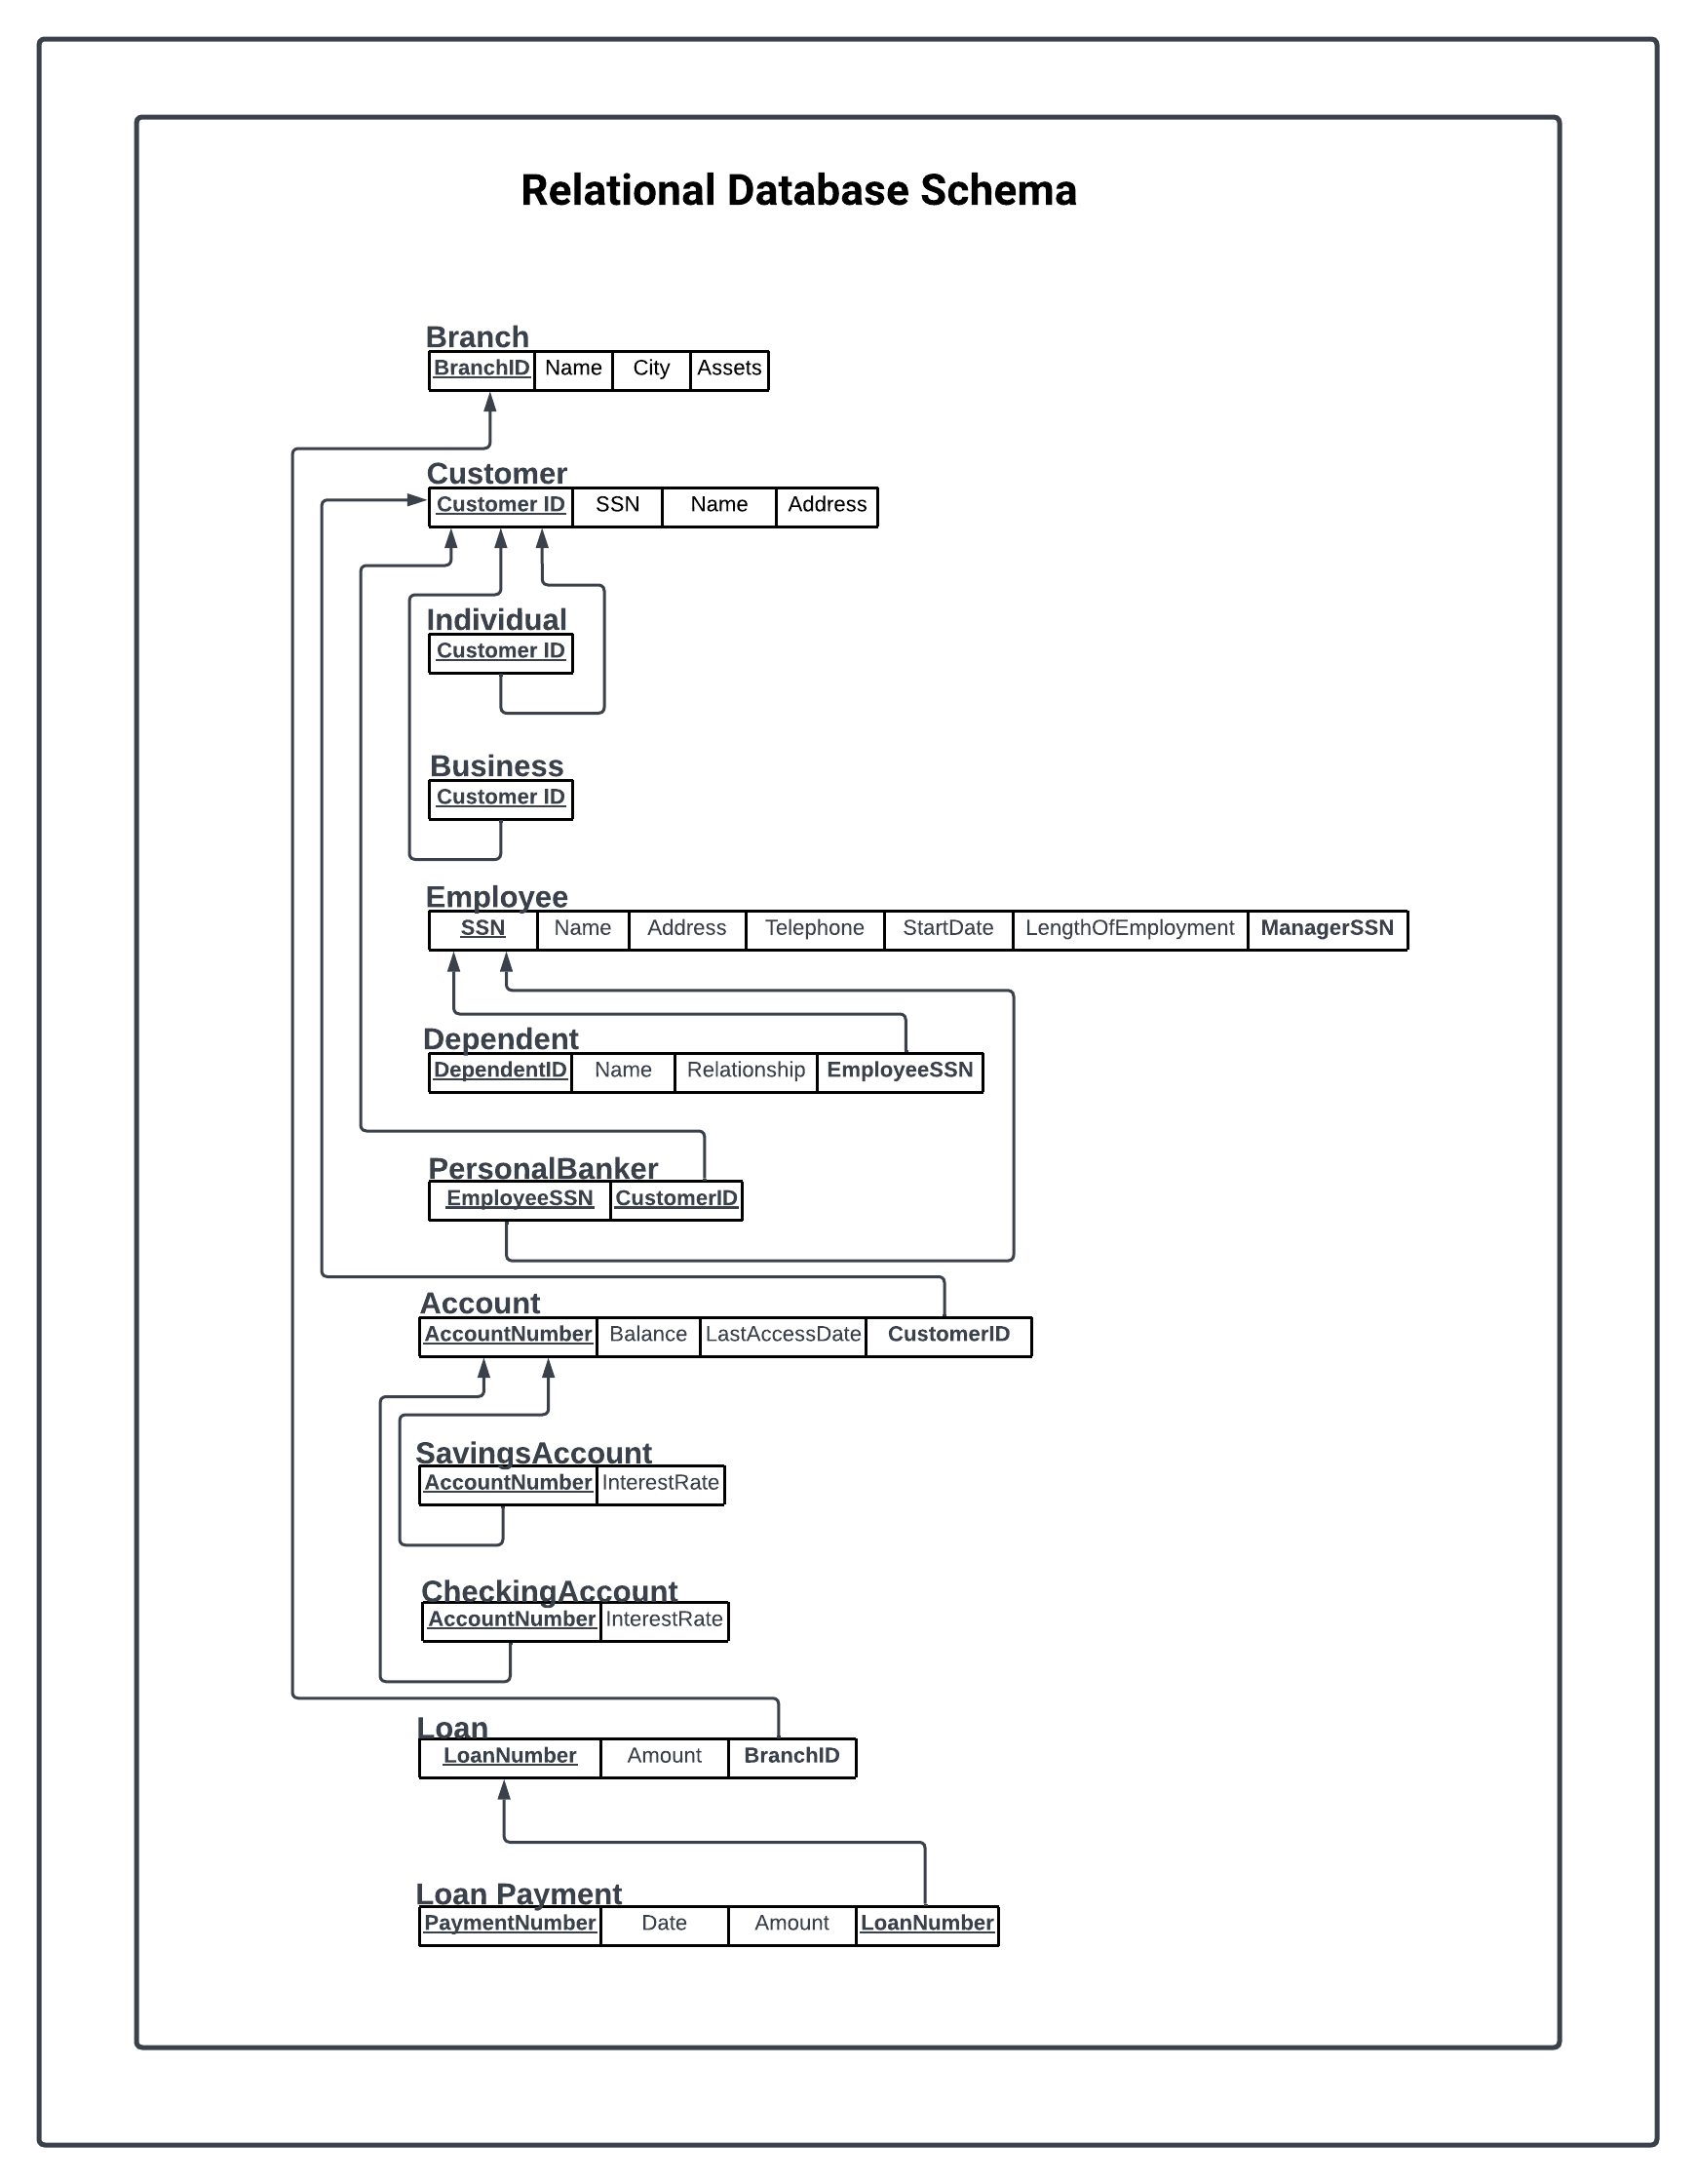 Relational Database Schema
Branch
BranchID Name City Assets
Customer
Customer ID SSN Name Address
Individual
Customer ID
Business
Customer ID
Employee
SSN Name Address Telephone StartDate LengthOfEmployment ManagerSSN
Dependent
DependentID Name Relationship EmployeeSSN
PersonalBanker
EmployeeSSN CustomerID
Account
AccountNumber Balance LastAccessDate CustomerID
SavingsAccount
AccountNumber InterestRate
CheckingAccount
AccountNumber InterestRate
Loan
LoanNumber Amount BranchID
Loan Payment
PaymentNumber Date Amount LoanNumber